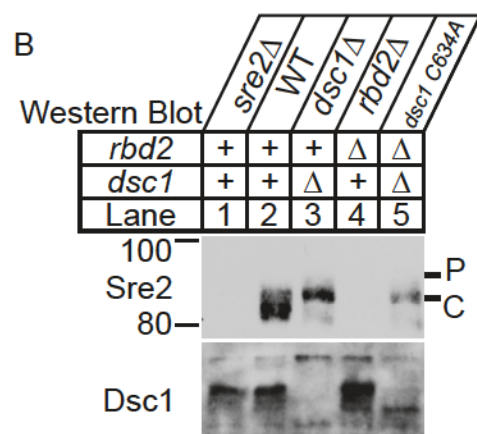 B
sre2Δ WT dsc1Δ rbd2Δ dsc1 C634A
Western Blot
rbd2 + + + Δ Δ
dsc1 + + Δ + Δ
Lane 1 2 3 4 5
100
P
Sre2
C
80
Dsc1